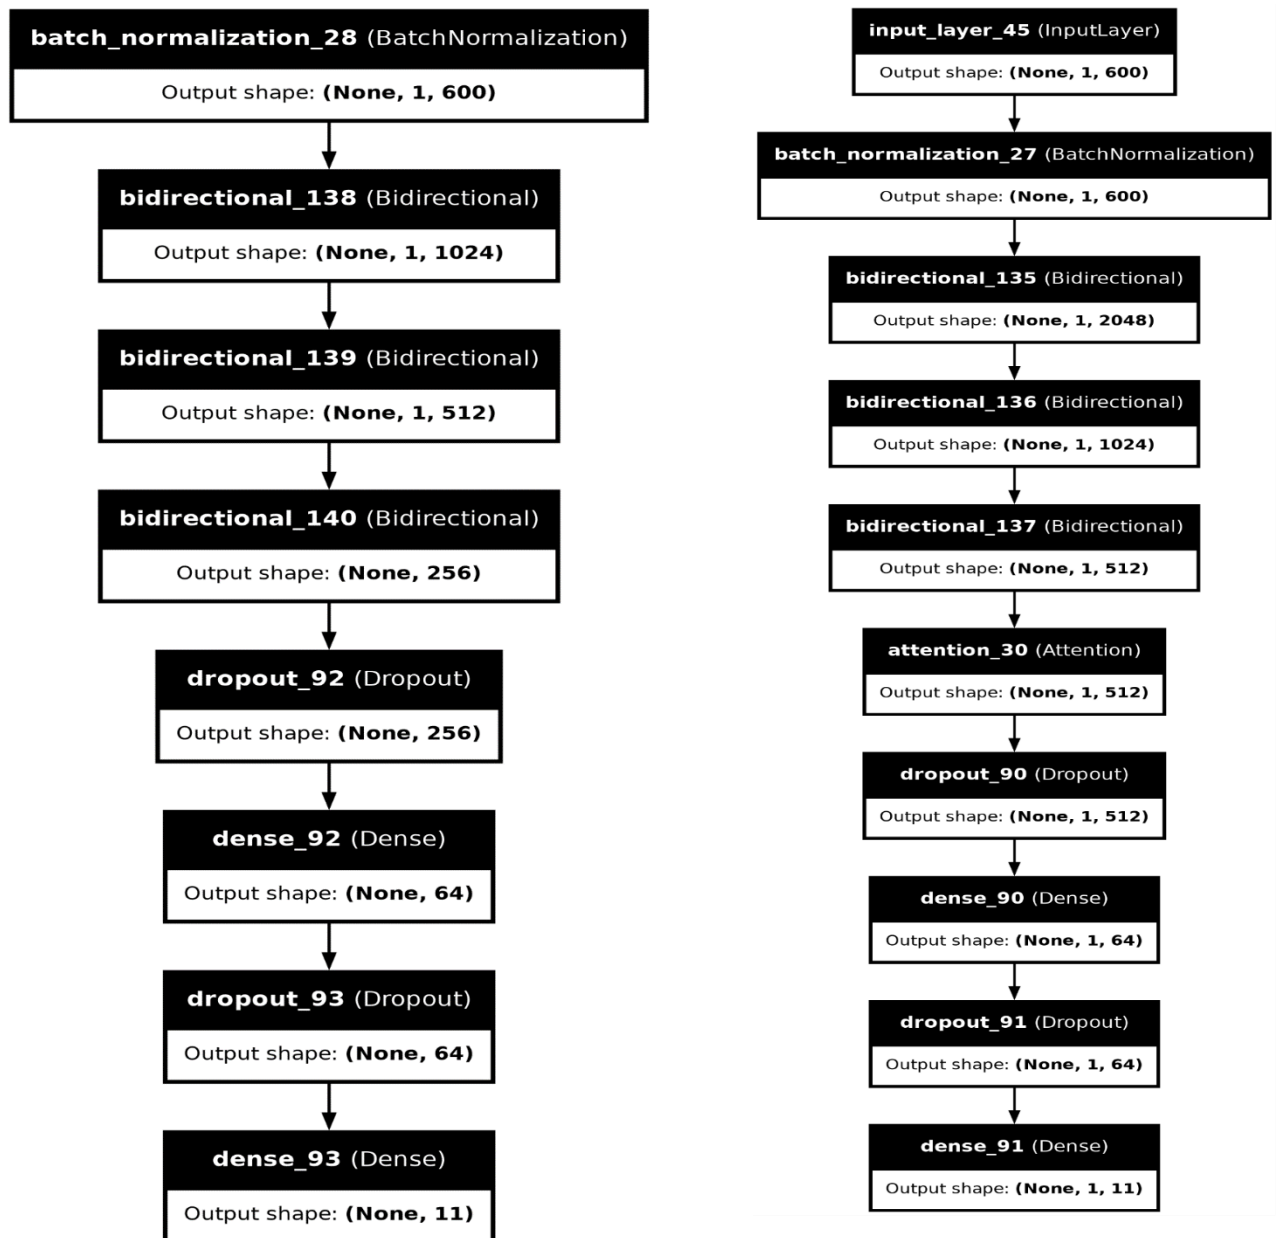 batch_normalization_28 (BatchNormalization)
Output shape: (None, 1, 600)
bidirectional_138 (Bidirectional)
Output shape: (None, 1, 1024)
bidirectional_139 (Bidirectional)
Output shape: (None, 1, 512)
bidirectional_140 (Bidirectional)
Output shape: (None, 256)
dropout_92 (Dropout)
Output shape: (None, 256)
dense_92 (Dense)
Output shape: (None, 64)
dropout_93 (Dropout)
Output shape: (None, 64)
dense_93 (Dense)
Output shape: (None, 11)
input_layer_45 (InputLayer)
Output shape: (None, 1, 600)
batch_normalization_27 (BatchNormalization)
Output shape: (None, 1, 600)
bidirectional_135 (Bidirectional)
Output shape: (None, 1, 2048)
bidirectional_136 (Bidirectional)
Output shape: (None, 1, 1024)
bidirectional_137 (Bidirectional)
Output shape: (None, 1, 512)
attention_30 (Attention)
Output shape: (None, 1, 512)
dropout_90 (Dropout)
Output shape: (None, 1, 512)
dense_90 (Dense)
Output shape: (None, 1, 64)
dropout_91 (Dropout)
Output shape: (None, 1, 64)
dense_91 (Dense)
Output shape: (None, 1, 11)